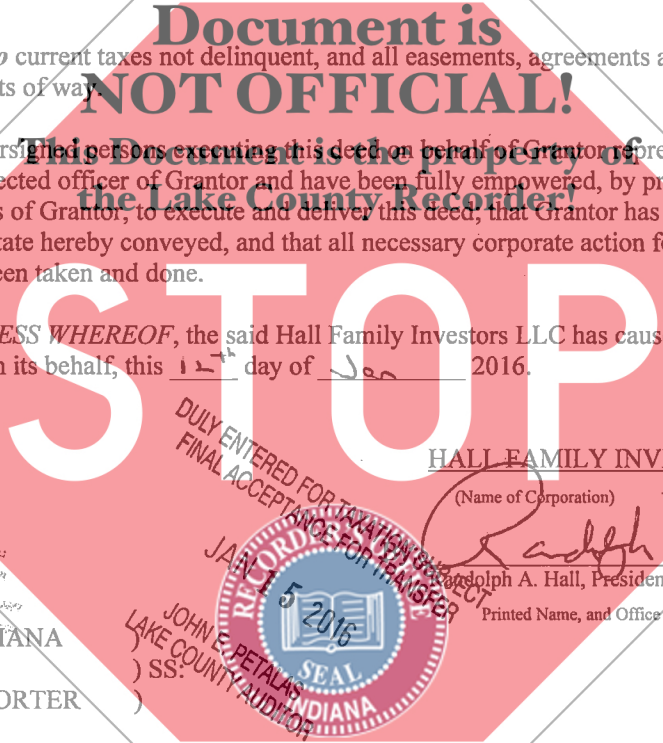 Document is
o current taxes not delinquent, and all easements, agreements a
ts of way.
NOT OFFICIAL!
This Document is the property of
rsigned persons executing this deed on behalf of Grantor repre
ected officer of Grantor and have been fully empowered, by pr
the Lake County Recorder!
s of Grantor, to execute and deliver this deed; that Grantor has
tate hereby conveyed, and that all necessary corporate action f
een taken and done.
STOP
ESS WHEREOF, the said Hall Family Investors LLC has caus
n its behalf, this 12th day of 2016.
DULY ENTERED FOR TAXATION SUBJECT
FINAL ACCEPTANCE FOR TRANSFER
JAN 15 2016
JOHN E. PETALAS
LAKE COUNTY AUDITOR
HALL FAMILY INV
(Name of Corporation)
Randolph
Randolph A. Hall, Presiden
Printed Name, and Office
RECORDER'S OFFICE
SEAL
INDIANA
IANA )
) SS:
ORTER )